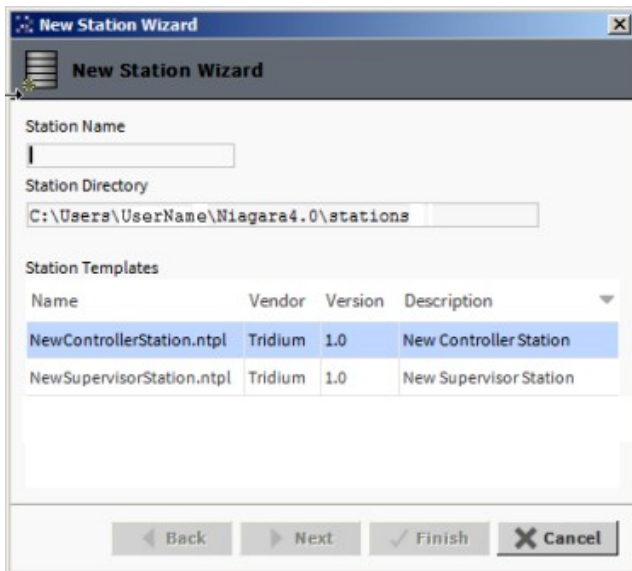 New Station Wizard
New Station Wizard
Station Name
Station Directory
C:\Users\UserName\Niagara4.0\stations
Station Templates
Name Vendor Version Description
NewControllerStation.ntpl Tridium 1.0 New Controller Station
NewSupervisorStation.ntpl Tridium 1.0 New Supervisor Station
Back Next Finish Cancel